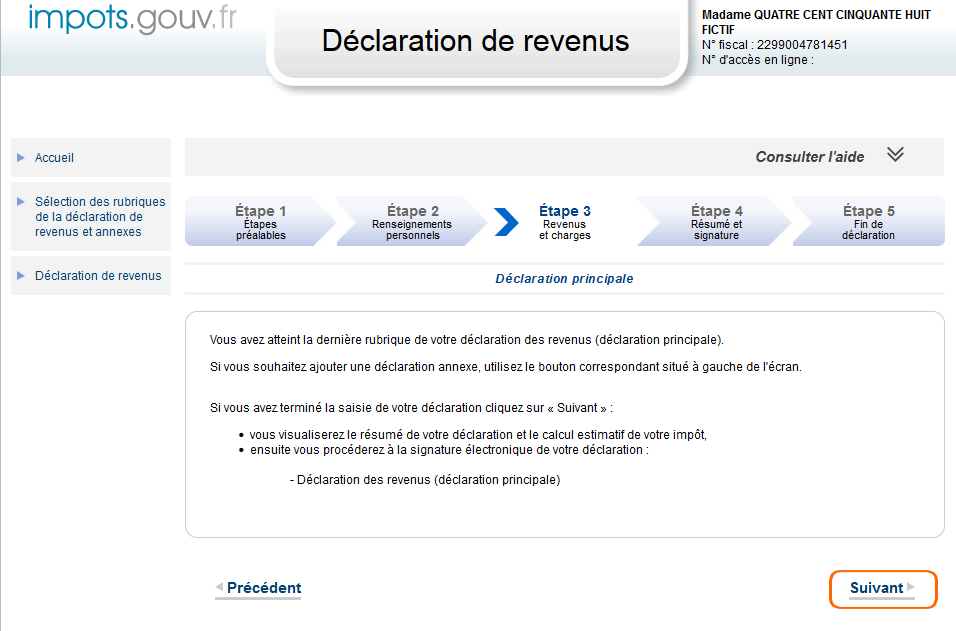 impots.gouv.fr
Déclaration de revenus
Madame QUATRE CENT CINQUANTE HUIT
FICTIF
N° fiscal : 2299004781451
N° d'accès en ligne :
Accueil
Sélection des rubriques
de la déclaration de
revenus et annexes
Déclaration de revenus
Consulter l'aide
Étape 1
Étapes
préalables
Étape 2
Renseignements
personnels
Étape 3
Revenus
et charges
Étape 4
Résumé et
signature
Étape 5
Fin de
déclaration
Déclaration principale
Vous avez atteint la dernière rubrique de votre déclaration des revenus (déclaration principale).
Si vous souhaitez ajouter une déclaration annexe, utilisez le bouton correspondant situé à gauche de l'écran.
Si vous avez terminé la saisie de votre déclaration cliquez sur « Suivant » :
• vous visualiserez le résumé de votre déclaration et le calcul estimatif de votre impôt,
• ensuite vous procéderez à la signature électronique de votre déclaration :
- Déclaration des revenus (déclaration principale)
Précédent
Suivant